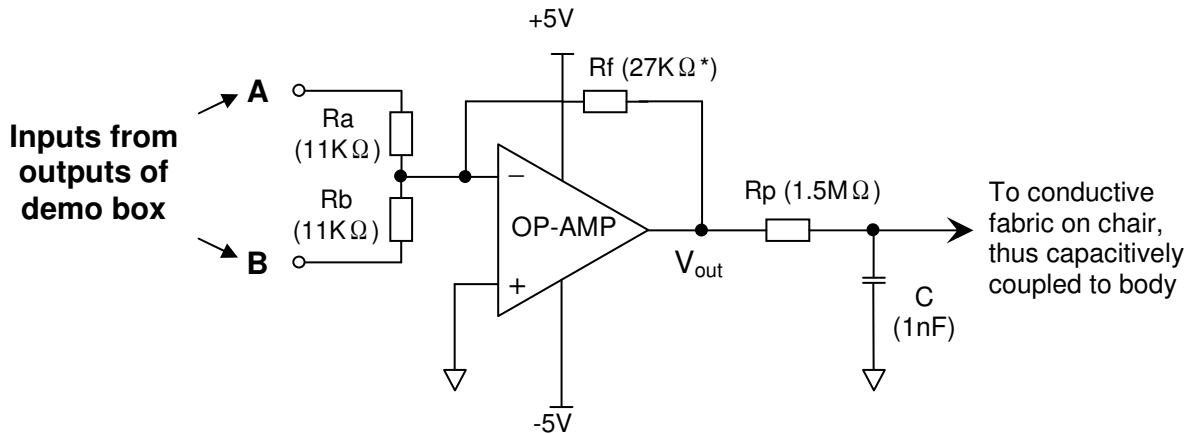 +5V
Rf (27KΩ*)
A
Inputs from
outputs of
demo box
Ra
(11KΩ)
Rb
(11KΩ)
B
−
OP-AMP
+
Rp (1.5MΩ)
V_out
To conductive
fabric on chair,
thus capacitively
coupled to body
C
(1nF)
-5V